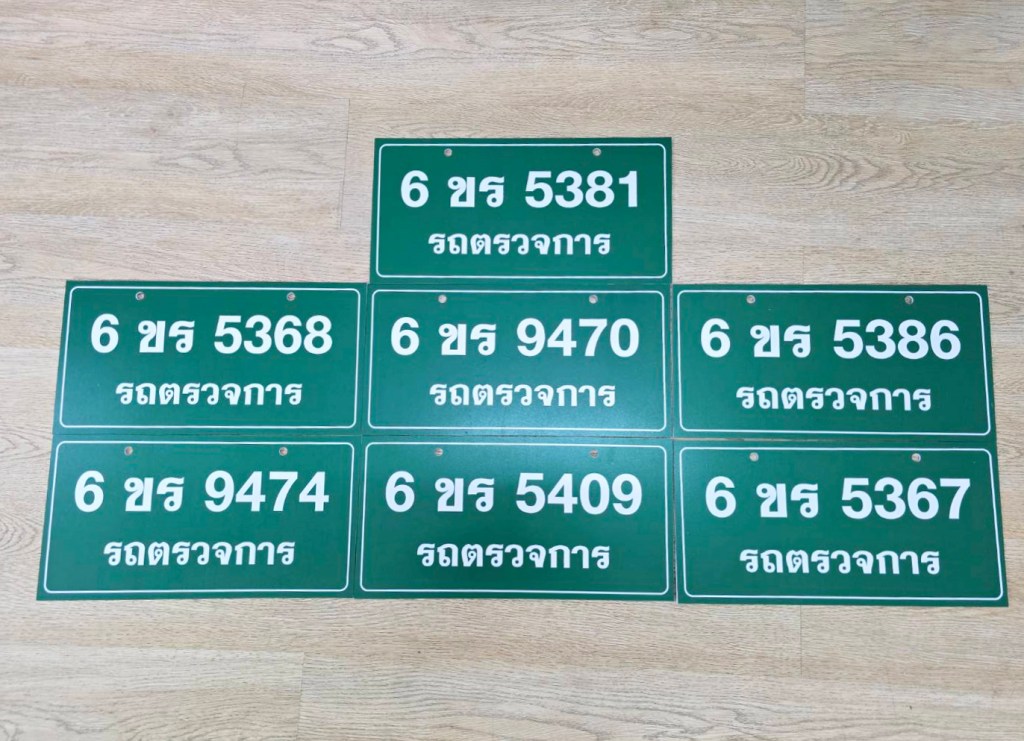 6 ขร 5381
รถตรวจการ
6 ขร 5368
รถตรวจการ
6 ขร 9470
รถตรวจการ
6 ขร 5386
รถตรวจการ
6 ขร 9474
รถตรวจการ
6 ขร 5409
รถตรวจการ
6 ขร 5367
รถตรวจการ